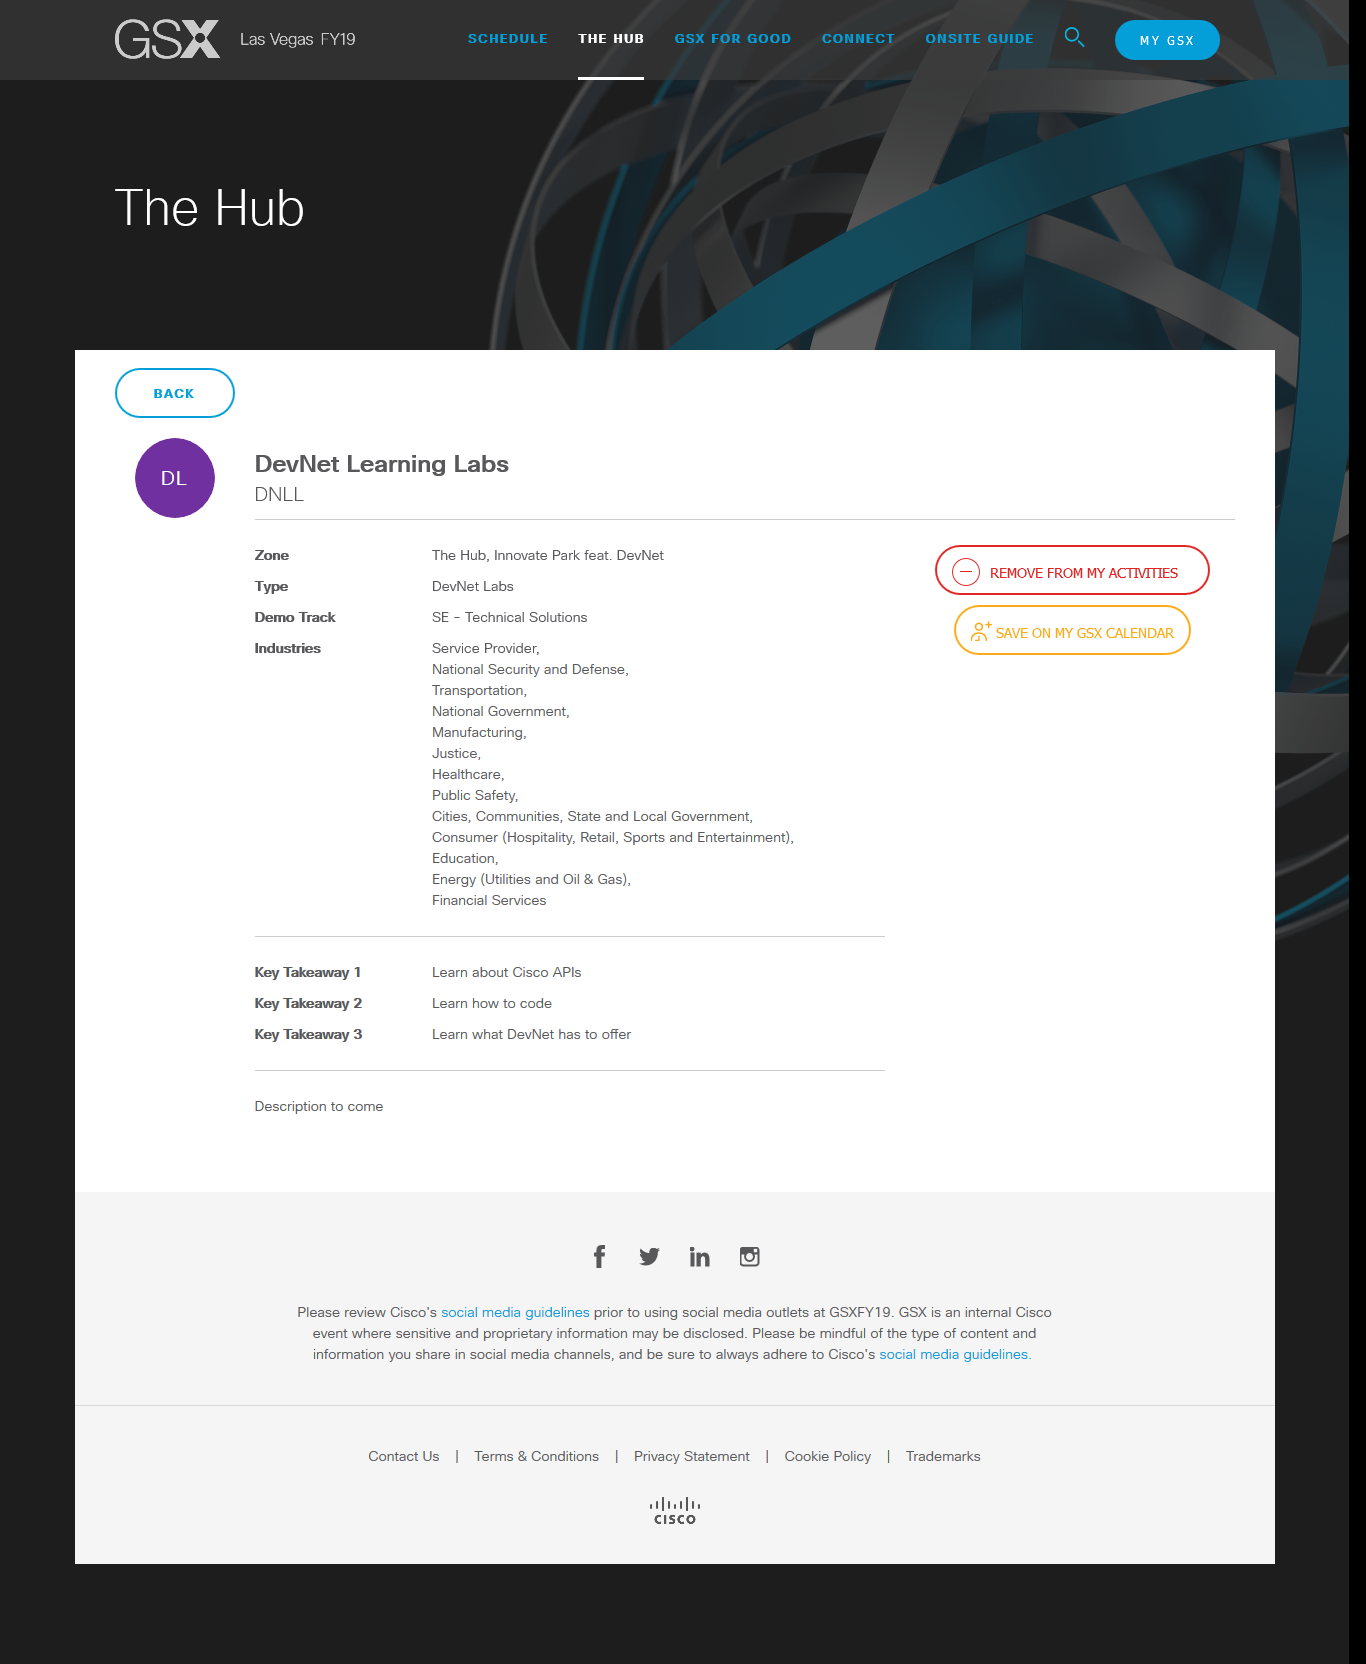 GSX Las Vegas FY19
SCHEDULE THE HUB GSX FOR GOOD CONNECT ONSITE GUIDE MY GSX
The Hub
BACK
DL
DevNet Learning Labs
DNLL
Zone The Hub, Innovate Park feat. DevNet
REMOVE FROM MY ACTIVITIES
Type DevNet Labs
Demo Track SE - Technical Solutions
SAVE ON MY GSX CALENDAR
Industries Service Provider,
National Security and Defense,
Transportation,
National Government,
Manufacturing,
Justice,
Healthcare,
Public Safety,
Cities, Communities, State and Local Government,
Consumer (Hospitality, Retail, Sports and Entertainment),
Education,
Energy (Utilities and Oil & Gas),
Financial Services
Key Takeaway 1 Learn about Cisco APIs
Key Takeaway 2 Learn how to code
Key Takeaway 3 Learn what DevNet has to offer
Description to come
Please review Cisco's social media guidelines prior to using social media outlets at GSXFY19. GSX is an internal Cisco
event where sensitive and proprietary information may be disclosed. Please be mindful of the type of content and
information you share in social media channels, and be sure to always adhere to Cisco's social media guidelines.
Contact Us | Terms & Conditions | Privacy Statement | Cookie Policy | Trademarks
CISCO